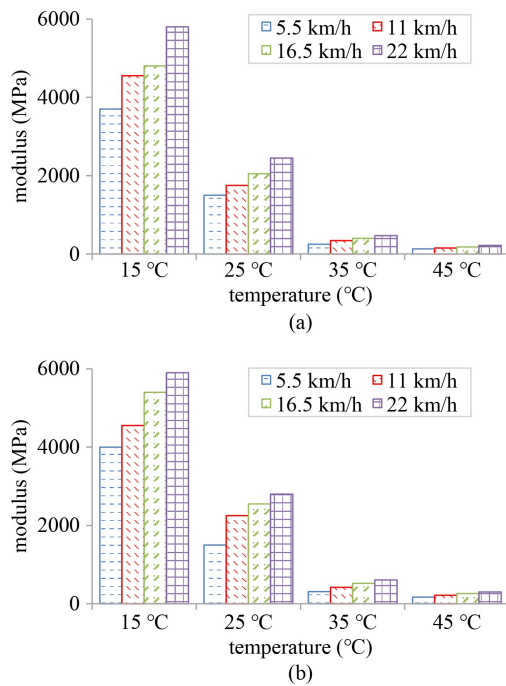 5.5 km/h 11 km/h
16.5 km/h 22 km/h
6000
4000
2000
0
modulus (MPa)
15 ℃ 25 ℃ 35 ℃ 45 ℃
temperature (℃)
(a)
5.5 km/h 11 km/h
16.5 km/h 22 km/h
6000
4000
2000
0
modulus (MPa)
15 ℃ 25 ℃ 35 ℃ 45 ℃
temperature (℃)
(b)